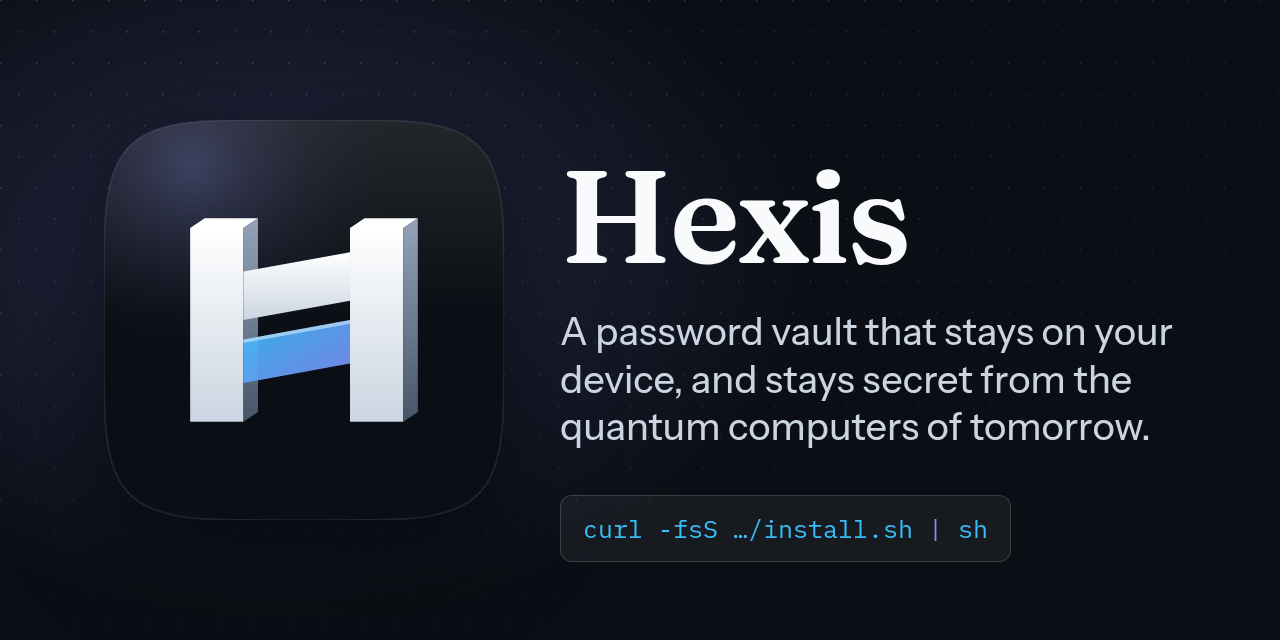 H
Hexis
A password vault that stays on your
device, and stays secret from the
quantum computers of tomorrow.
curl -fsS …/install.sh | sh